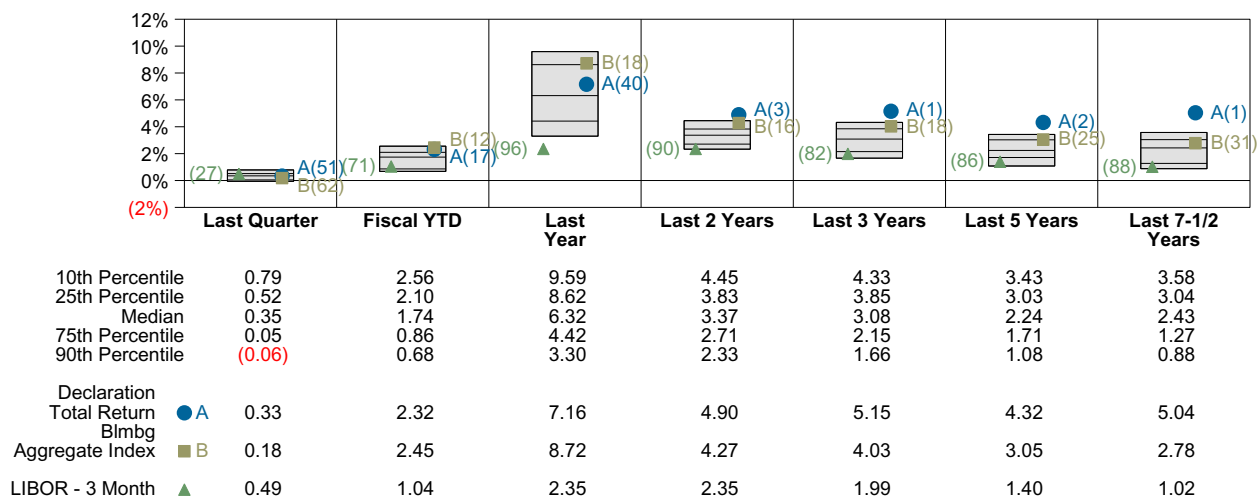 12%
10%
8%
6%
4%
2%
0%
(2%)
(27) A(51) B(62)
(71) B(12) A(17)
(96) B(18) A(40)
(90) A(3) B(16)
(82) A(1) B(18)
(86) A(2) B(25)
(88) A(1) B(31)
Last Quarter Fiscal YTD Last Year Last 2 Years Last 3 Years Last 5 Years Last 7-1/2 Years
10th Percentile 0.79 2.56 9.59 4.45 4.33 3.43 3.58
25th Percentile 0.52 2.10 8.62 3.83 3.85 3.03 3.04
Median 0.35 1.74 6.32 3.37 3.08 2.24 2.43
75th Percentile 0.05 0.86 4.42 2.71 2.15 1.71 1.27
90th Percentile (0.06) 0.68 3.30 2.33 1.66 1.08 0.88
Declaration
Total Return A 0.33 2.32 7.16 4.90 5.15 4.32 5.04
Blmbg
Aggregate Index B 0.18 2.45 8.72 4.27 4.03 3.05 2.78
LIBOR - 3 Month 0.49 1.04 2.35 2.35 1.99 1.40 1.02